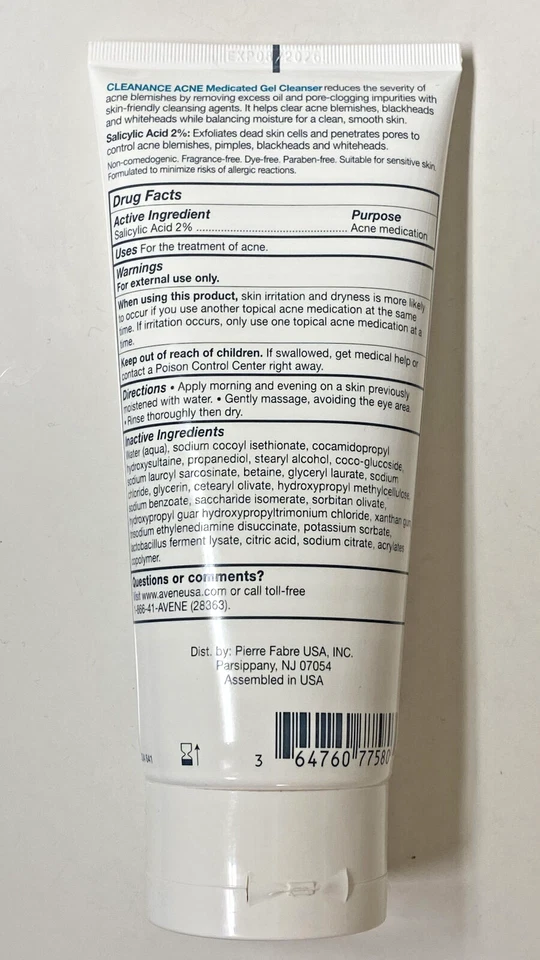 CLEANANCE ACNE Medicated Gel Cleanser reduces the severity of
acne blemishes by removing excess oil and pore-clogging impurities with
skin-friendly cleansing agents. It helps clear acne blemishes, blackheads
and whiteheads while balancing moisture for a clean, smooth skin.
Salicylic Acid 2%: Exfoliates dead skin cells and penetrates pores to
control acne blemishes, pimples, blackheads and whiteheads.
Non-comedogenic. Fragrance-free. Dye-free. Paraben-free. Suitable for sensitive skin.
Formulated to minimize risks of allergic reactions.
Drug Facts
Active Ingredient Purpose
Salicylic Acid 2% ................................................ Acne medication
Uses For the treatment of acne.
Warnings
For external use only.
When using this product, skin irritation and dryness is more likely
to occur if you use another topical acne medication at the same
time. If irritation occurs, only use one topical acne medication at a
time.
Keep out of reach of children. If swallowed, get medical help or
contact a Poison Control Center right away.
Directions • Apply morning and evening on a skin previously
moistened with water. • Gently massage, avoiding the eye area.
• Rinse thoroughly then dry.
Inactive Ingredients
Water (aqua), sodium cocoyl isethionate, cocamidopropyl
hydroxysultaine, propanediol, stearyl alcohol, coco-glucoside,
sodium lauroyl sarcosinate, betaine, glyceryl laurate, sodium
chloride, glycerin, cetearyl olivate, hydroxypropyl methylcellulose,
sodium benzoate, saccharide isomerate, sorbitan olivate,
hydroxypropyl guar hydroxypropyltrimonium chloride, xanthan gum
trisodium ethylenediamine disuccinate, potassium sorbate,
lactobacillus ferment lysate, citric acid, sodium citrate, acrylates
copolymer.
Questions or comments?
Visit www.aveneusa.com or call toll-free
1-866-41-AVENE (28363).
Dist. by: Pierre Fabre USA, INC.
Parsippany, NJ 07054
Assembled in USA
3 64760 77580